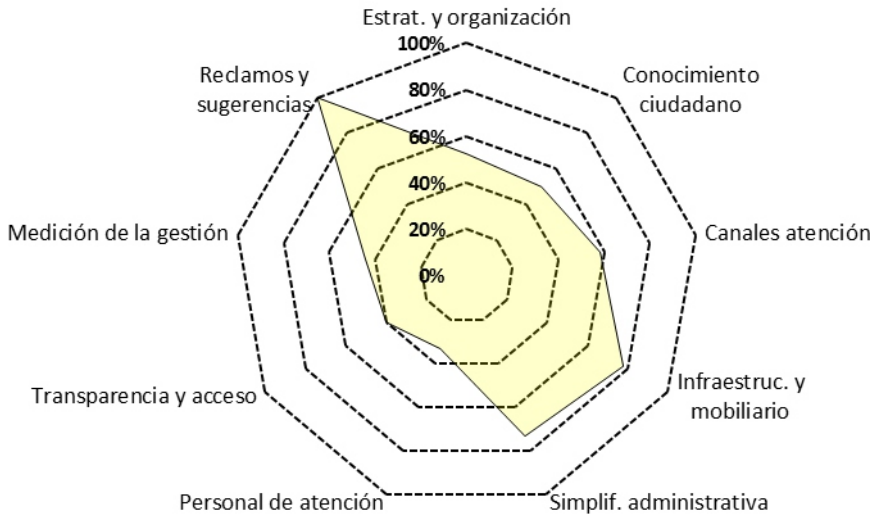 Estrat. y organización
100%
Reclamos y
sugerencias
Conocimiento
ciudadano
80%
60%
40%
Medición de la gestión
20%
Canales atención
0%
Transparencia y acceso
Infraestruc. y
mobiliario
Personal de atención
Simplif. administrativa